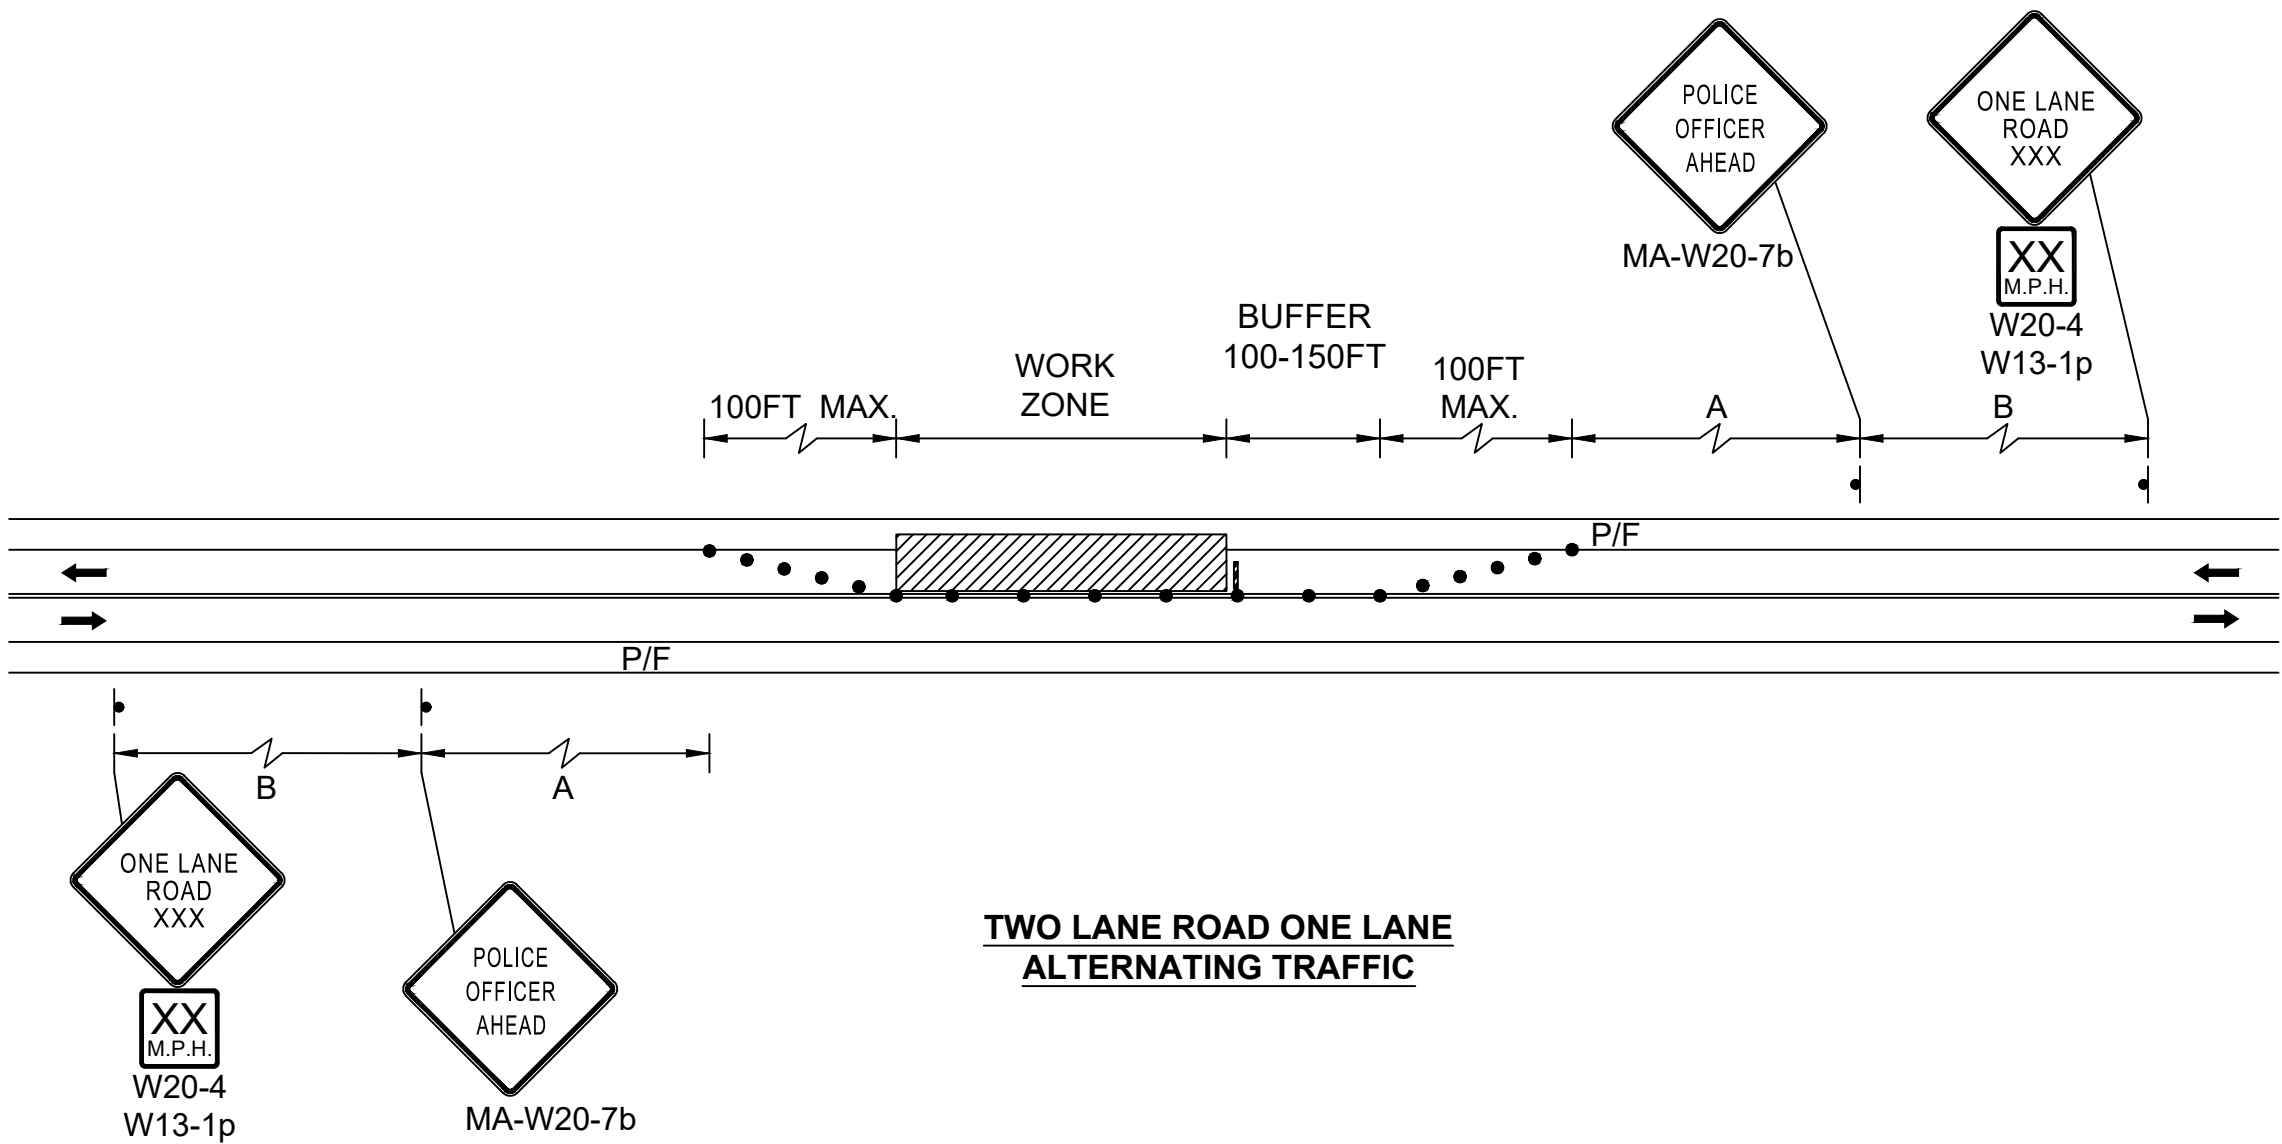 POLICE
OFFICER
AHEAD
MA-W20-7b
ONE LANE
ROAD
XXX
XX
M.P.H.
W20-4
W13-1p
100FT MAX.
WORK
ZONE
BUFFER
100-150FT
100FT
MAX.
A
B
P/F
P/F
B
A
ONE LANE
ROAD
XXX
XX
M.P.H.
W20-4
W13-1p
POLICE
OFFICER
AHEAD
MA-W20-7b
TWO LANE ROAD ONE LANE
ALTERNATING TRAFFIC